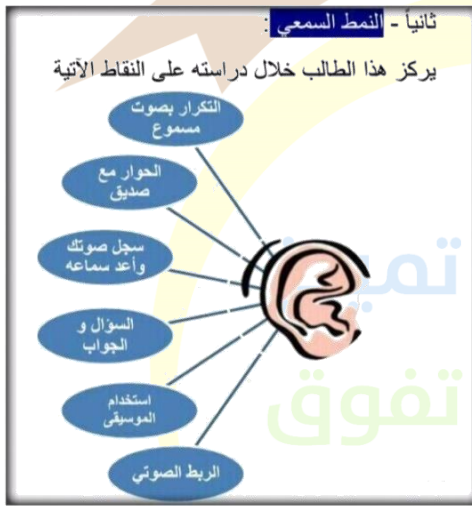 ثانياً - النمط السمعي :
يركز هذا الطالب خلال دراسته على النقاط الآتية
التكرار بصوت
مسموع
الحوار مع
صديق
سجل صوتك
وأعد سماعه
السؤال و
الجواب
استخدام
الموسيقى
الربط الصوتي
تميز
تفوق